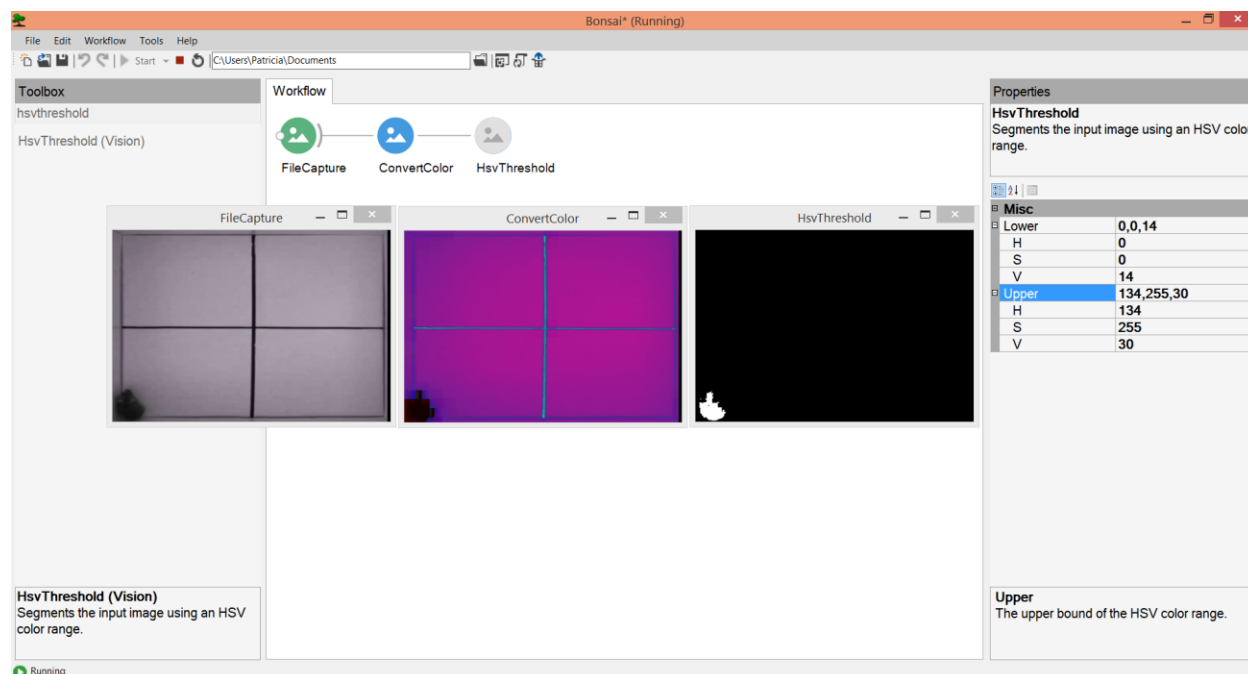 Bonsai* (Running)
File Edit Workflow Tools Help
Start C:\Users\Patricia\Documents
Toolbox
hsvthreshold
HsvThreshold (Vision)
Workflow
FileCapture ConvertColor HsvThreshold
FileCapture
ConvertColor
HsvThreshold
Properties
HsvThreshold
Segments the input image using an HSV color
range.
Misc
Lower 0,0,14
H 0
S 0
V 14
Upper 134,255,30
H 134
S 255
V 30
HsvThreshold (Vision)
Segments the input image using an HSV
color range.
Upper
The upper bound of the HSV color range.
Running